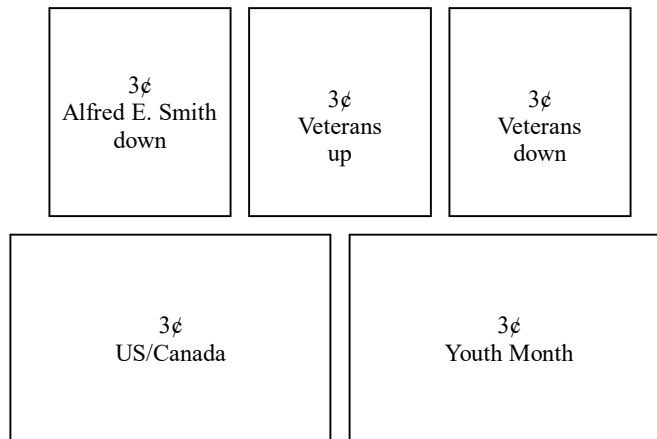 3¢
Alfred E. Smith
down
3¢
Veterans
up
3¢
Veterans
down
3¢
US/Canada
3¢
Youth Month